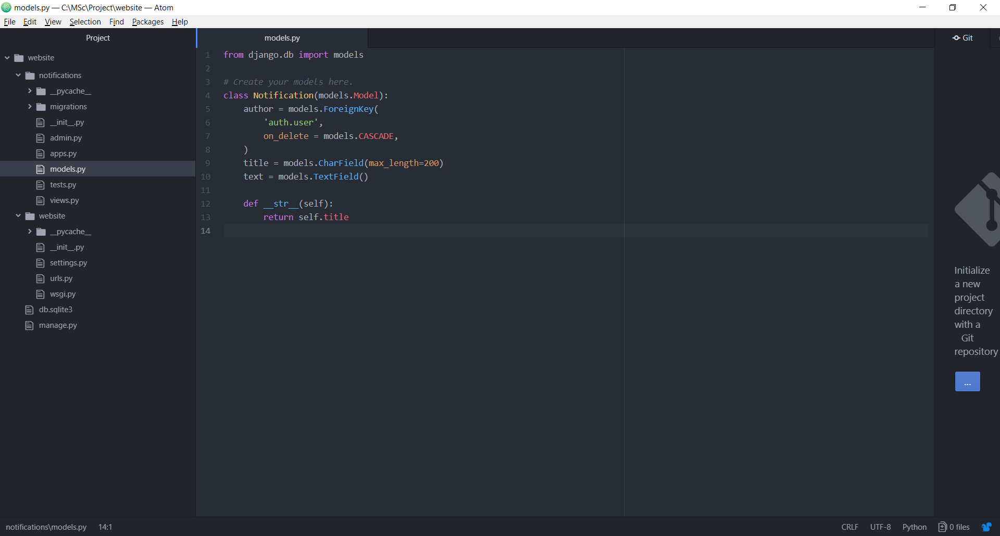 models.py — C:\MSc\Project\website — Atom
File Edit View Selection Find Packages Help
Project
website
notifications
__pycache__
migrations
__init__.py
admin.py
apps.py
models.py
tests.py
views.py
website
__pycache__
__init__.py
settings.py
urls.py
wsgi.py
db.sqlite3
manage.py
models.py
1 from django.db import models
2
3 # Create your models here.
4 class Notification(models.Model):
5     author = models.ForeignKey(
6         'auth.user',
7         on_delete = models.CASCADE,
8     )
9     title = models.CharField(max_length=200)
10     text = models.TextField()
11
12     def __str__(self):
13         return self.title
14
Git
Initialize
a new
project
directory
with a
Git
repository
...
notifications\models.py 14:1
CRLF UTF-8 Python 0 files